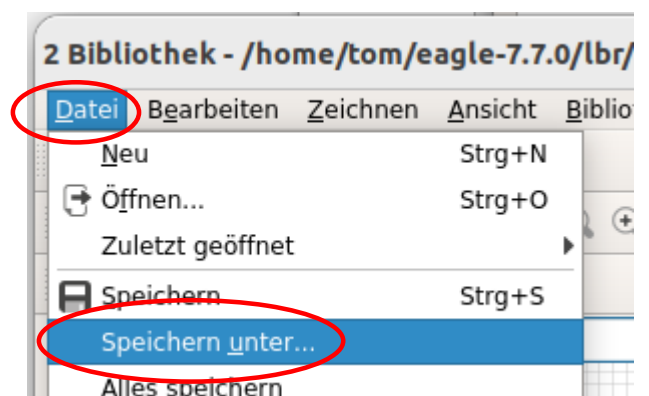 2 Bibliothek - /home/tom/eagle-7.7.0/lbr/
Datei Bearbeiten Zeichnen Ansicht Biblio
Neu Strg+N
Öffnen... Strg+O
Zuletzt geöffnet
Speichern Strg+S
Speichern unter...
Alles speichern